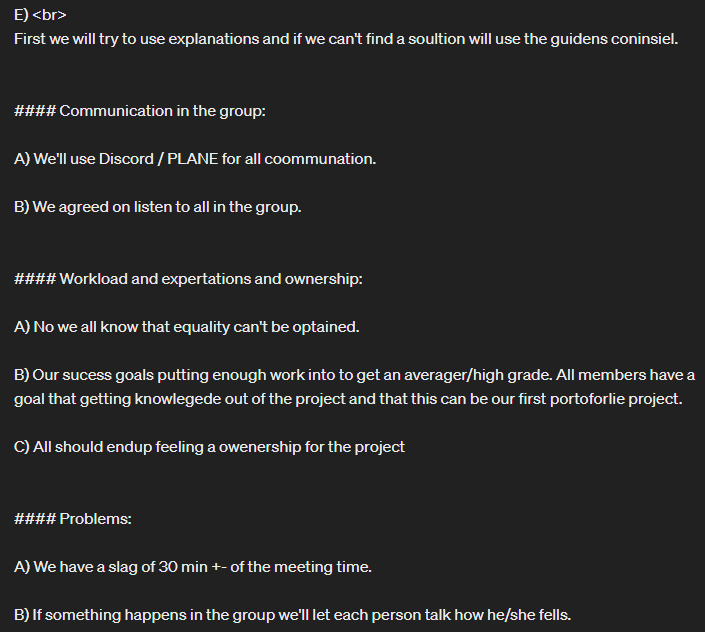 E) <br>
First we will try to use explanations and if we can't find a soultion will use the guidens coninsiel.
#### Communication in the group:
A) We'll use Discord / PLANE for all coommunation.
B) We agreed on listen to all in the group.
#### Workload and expertations and ownership:
A) No we all know that equality can't be optained.
B) Our sucess goals putting enough work into to get an averager/high grade. All members have a
goal that getting knowlegede out of the project and that this can be our first portoforlie project.
C) All should endup feeling a owenership for the project
#### Problems:
A) We have a slag of 30 min +- of the meeting time.
B) If something happens in the group we'll let each person talk how he/she fells.